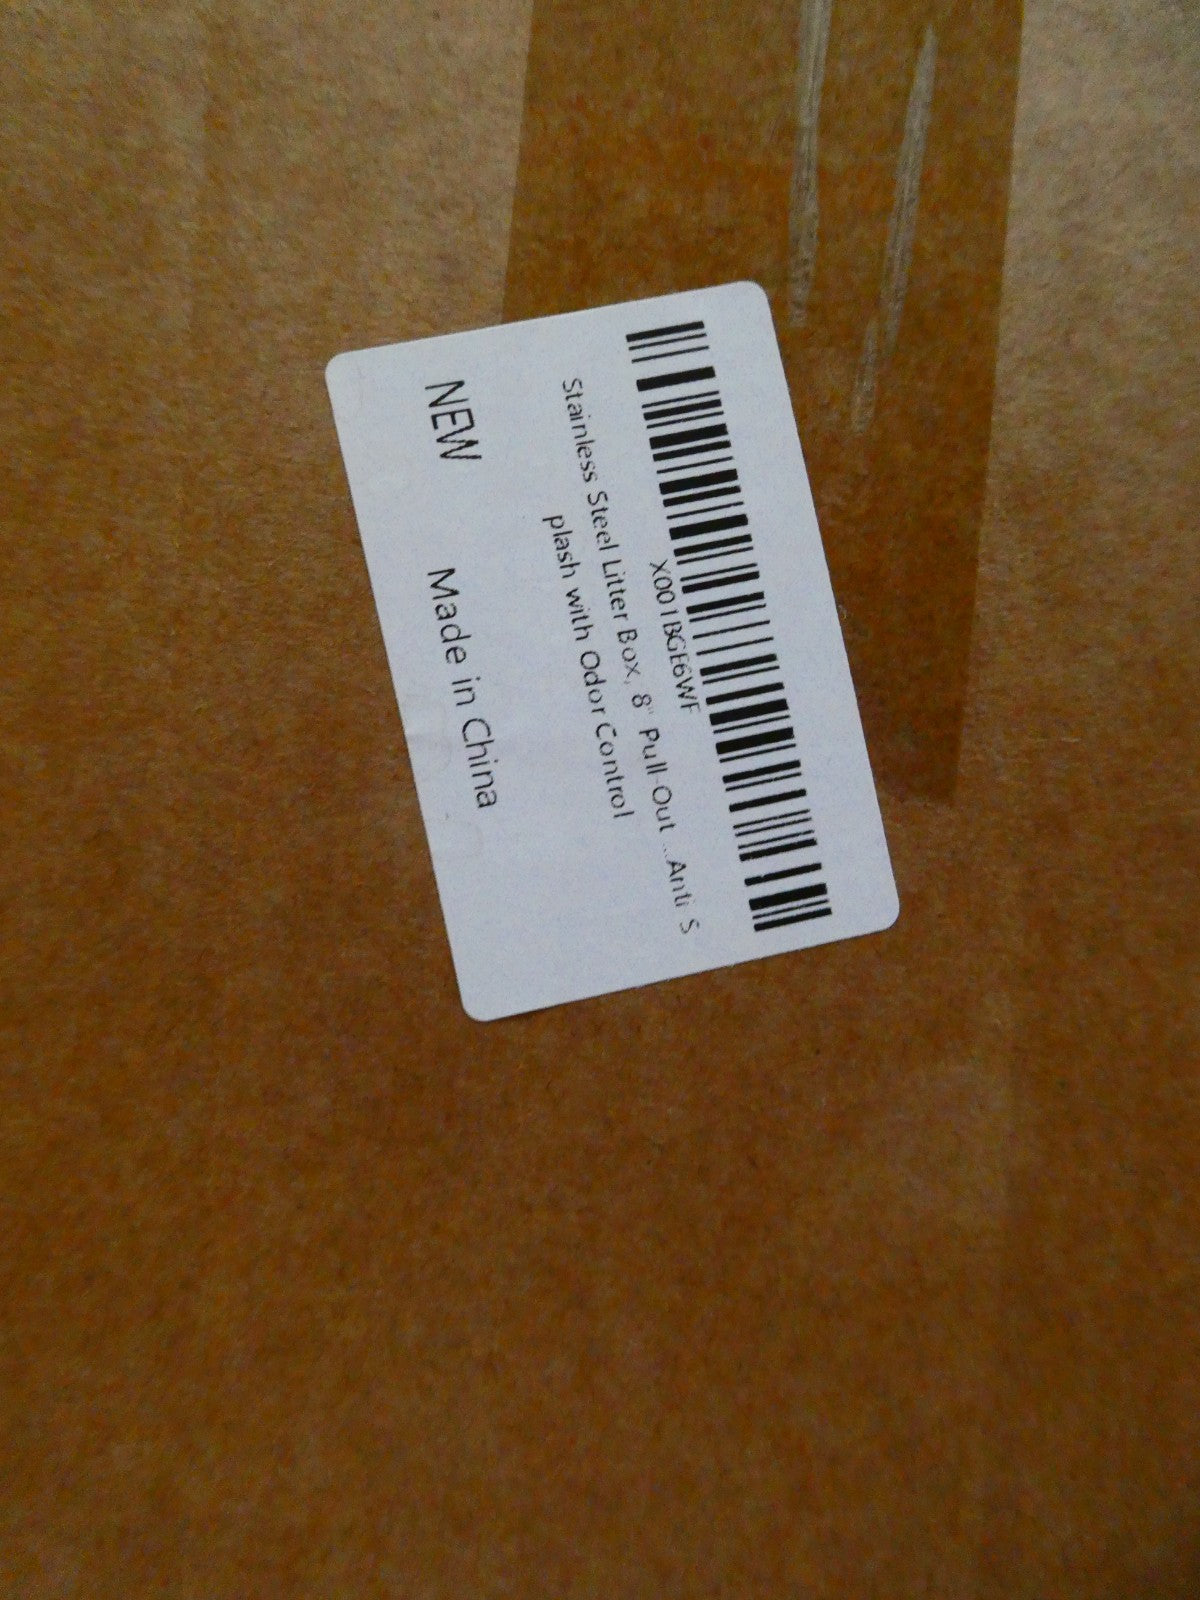 X001BGE6WF
Stainless Steel Litter Box, 8" Pull-Out ...Anti-S
plash with Odor Control
NEW Made in China